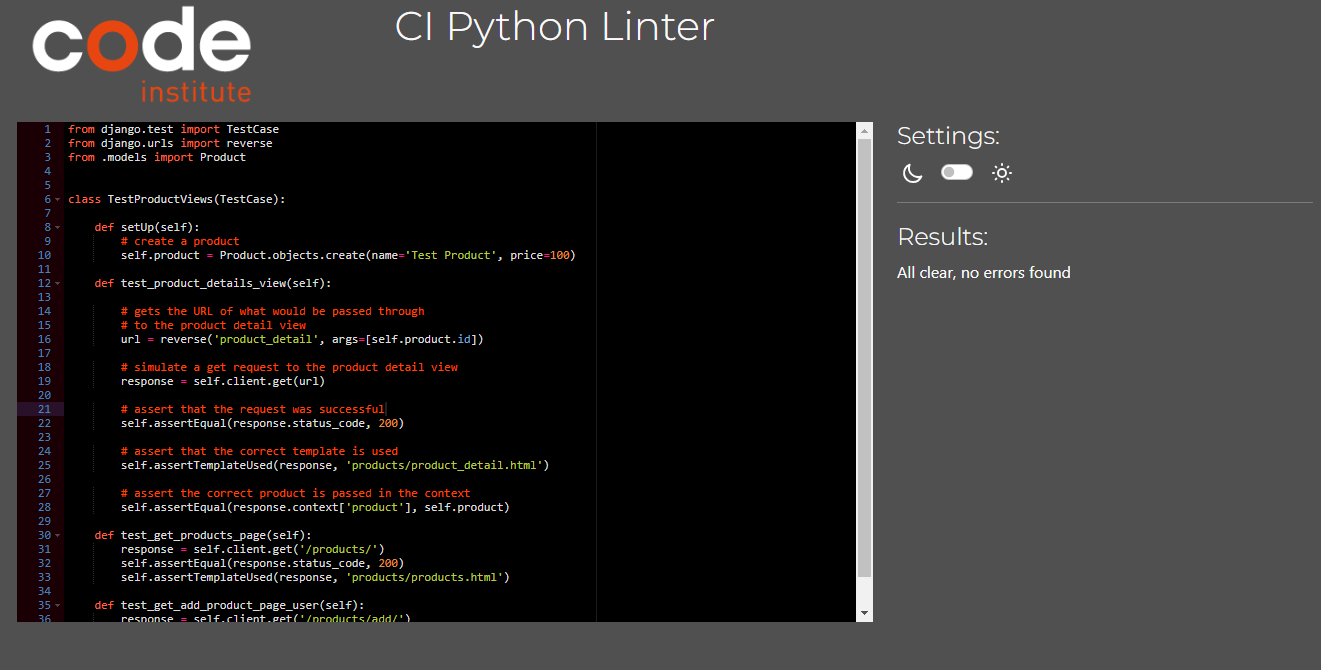 code
institute
CI Python Linter
1 from django.test import TestCase
2 from django.urls import reverse
3 from .models import Product
4
5
6 class TestProductViews(TestCase):
7
8     def setUp(self):
9         # create a product
10         self.product = Product.objects.create(name='Test Product', price=100)
11
12     def test_product_details_view(self):
13
14         # gets the URL of what would be passed through
15         # to the product detail view
16         url = reverse('product_detail', args=[self.product.id])
17
18         # simulate a get request to the product detail view
19         response = self.client.get(url)
20
21         # assert that the request was successful
22         self.assertEqual(response.status_code, 200)
23
24         # assert that the correct template is used
25         self.assertTemplateUsed(response, 'products/product_detail.html')
26
27         # assert the correct product is passed in the context
28         self.assertEqual(response.context['product'], self.product)
29
30     def test_get_products_page(self):
31         response = self.client.get('/products/')
32         self.assertEqual(response.status_code, 200)
33         self.assertTemplateUsed(response, 'products/products.html')
34
35     def test_get_add_product_page_user(self):
36         response = self.client.get('/products/add/')
Settings:
Results:
All clear, no errors found